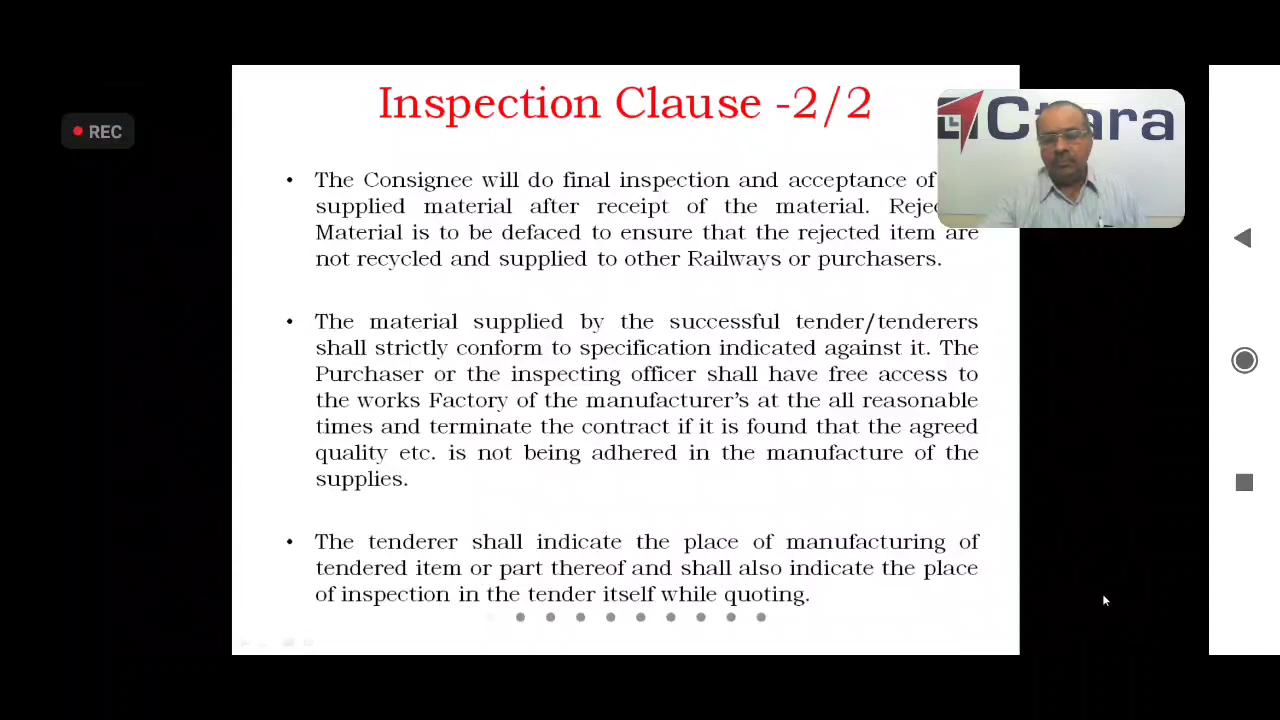 Inspection Clause -2/2
REC
• The Consignee will do final inspection and acceptance of
supplied material after receipt of the material.
Material is to be defaced to ensure that the rejected item are
not recycled and supplied to other Railways or purchasers.
• The material supplied by the successful tender/tenderers
shall strictly conform to specification indicated against it. The
Purchaser or the inspecting officer shall have free access to
the works Factory of the manufacturer's at the all reasonable
times and terminate the contract if it is found that the agreed
quality etc. is not being adhered in the manufacture of the
supplies.
• The tenderer shall indicate the place of manufacturing of
tendered item or part thereof and shall also indicate the place
of inspection in the tender itself while quoting.